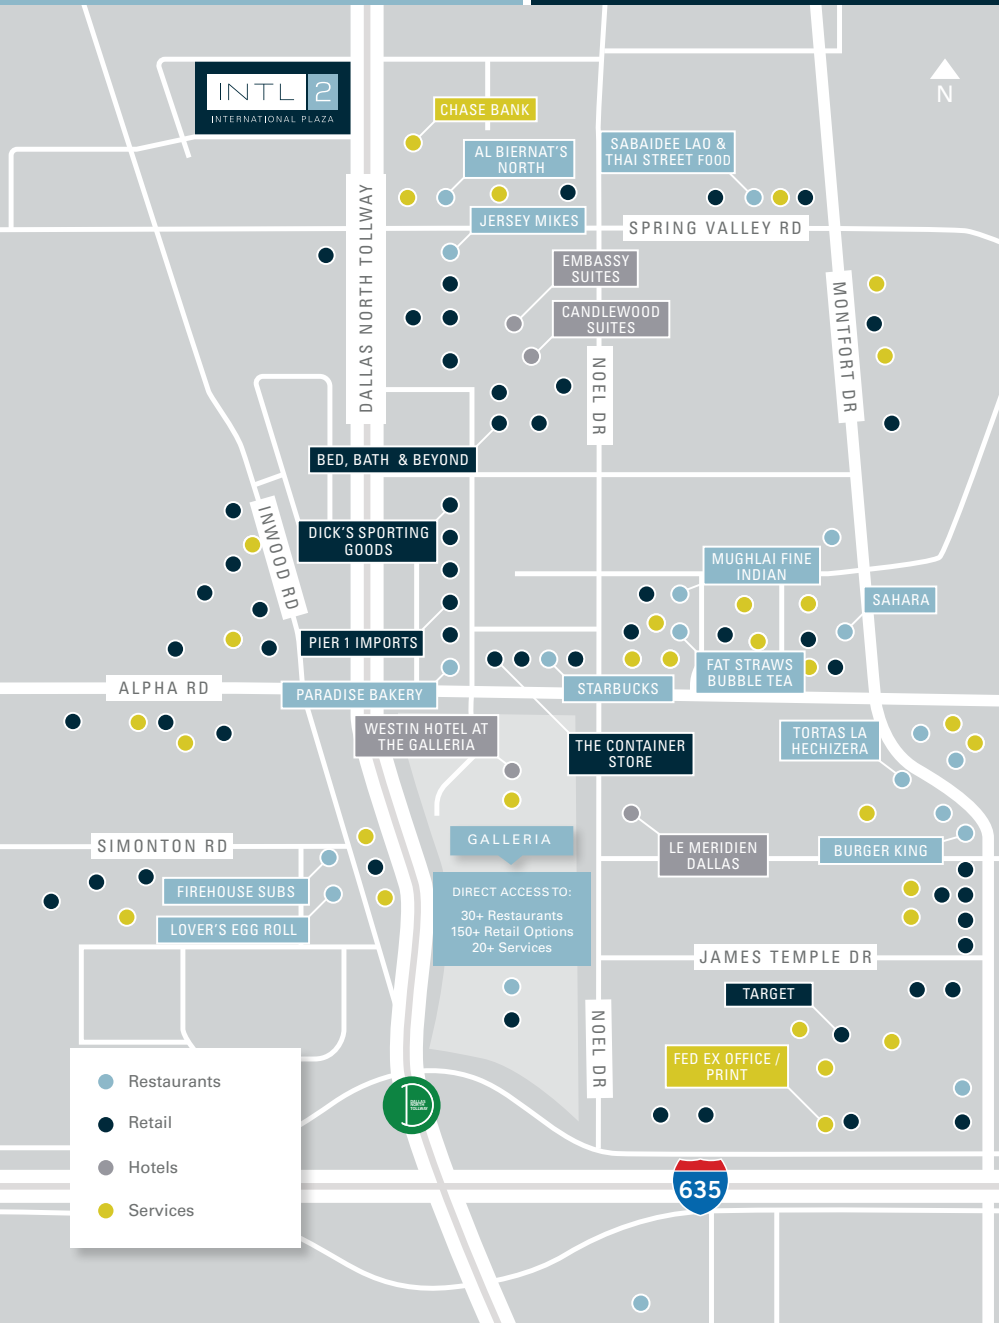 INTL 2
INTERNATIONAL PLAZA
N
CHASE BANK
AL BIERNAT'S
NORTH
SABAIDEE LAO &
THAI STREET FOOD
JERSEY MIKES
SPRING VALLEY RD
DALLAS NORTH TOLLWAY
EMBASSY
SUITES
CANDLEWOOD
SUITES
MONTFORT DR
NOEL DR
BED, BATH & BEYOND
INWOOD RD
DICK'S SPORTING
GOODS
MUGHLAI FINE
INDIAN
SAHARA
PIER 1 IMPORTS
FAT STRAWS
BUBBLE TEA
ALPHA RD
PARADISE BAKERY
STARBUCKS
WESTIN HOTEL AT
THE GALLERIA
THE CONTAINER
STORE
TORTAS LA
HECHIZERA
GALLERIA
SIMONTON RD
LE MERIDIEN
DALLAS
BURGER KING
FIREHOUSE SUBS
LOVER'S EGG ROLL
DIRECT ACCESS TO:
30+ Restaurants
150+ Retail Options
20+ Services
JAMES TEMPLE DR
TARGET
NOEL DR
FED EX OFFICE /
PRINT
Restaurants
Retail
Hotels
Services
DALLAS
NORTH
TOLLWAY
635